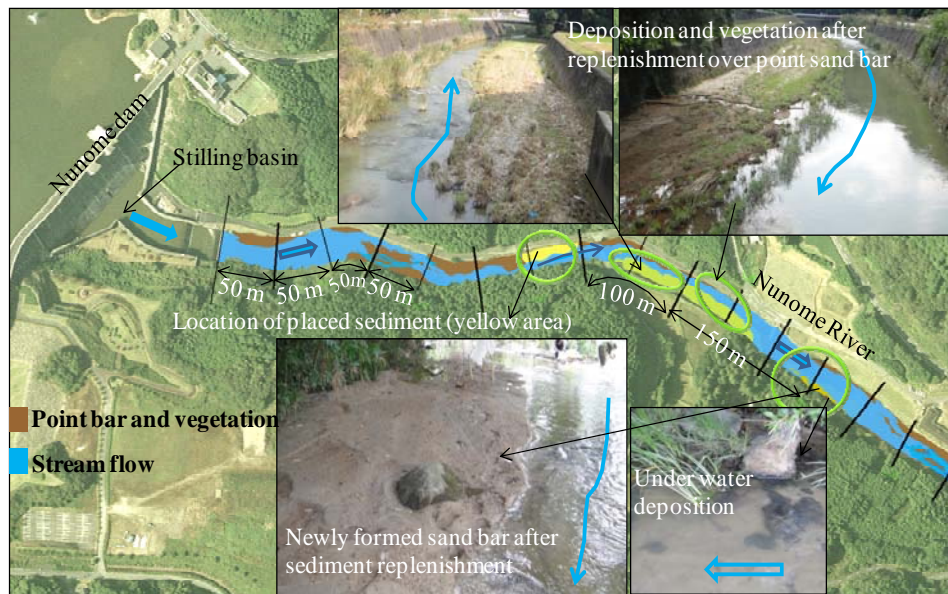 Deposition and vegetation after
replenishment over point sand bar
Nunome dam
Stilling basin
50 m
50 m
50m
50 m
100 m
150 m
Nunome River
Location of placed sediment (yellow area)
Point bar and vegetation
Stream flow
Newly formed sand bar after
sediment replenishment
Under water
deposition